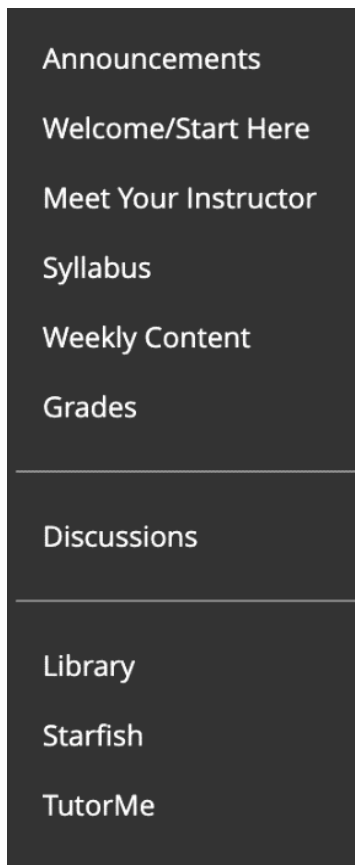 Announcements
Welcome/Start Here
Meet Your Instructor
Syllabus
Weekly Content
Grades
Discussions
Library
Starfish
TutorMe